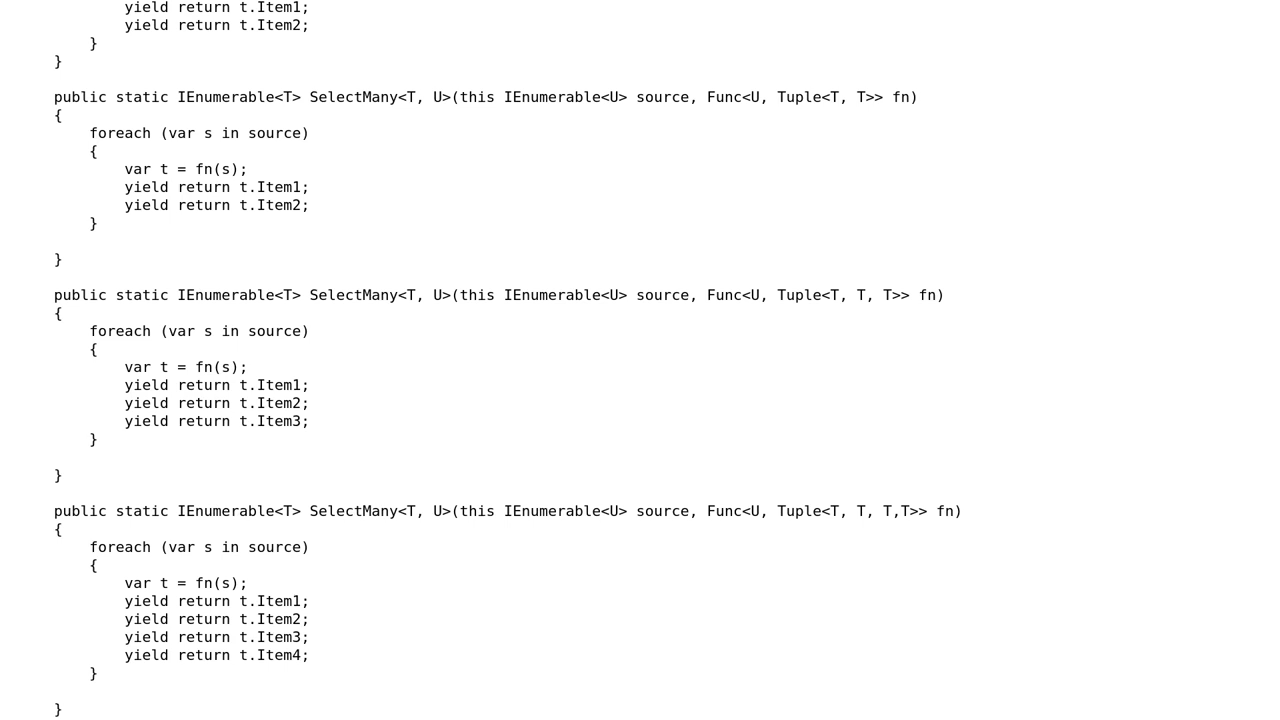 yield return t.Item1;
yield return t.Item2;
}
}
public static IEnumerable<T> SelectMany<T, U>(this IEnumerable<U> source, Func<U, Tuple<T, T>> fn)
{
foreach (var s in source)
{
var t = fn(s);
yield return t.Item1;
yield return t.Item2;
}
}
public static IEnumerable<T> SelectMany<T, U>(this IEnumerable<U> source, Func<U, Tuple<T, T, T>> fn)
{
foreach (var s in source)
{
var t = fn(s);
yield return t.Item1;
yield return t.Item2;
yield return t.Item3;
}
}
public static IEnumerable<T> SelectMany<T, U>(this IEnumerable<U> source, Func<U, Tuple<T, T, T,T>> fn)
{
foreach (var s in source)
{
var t = fn(s);
yield return t.Item1;
yield return t.Item2;
yield return t.Item3;
yield return t.Item4;
}
}